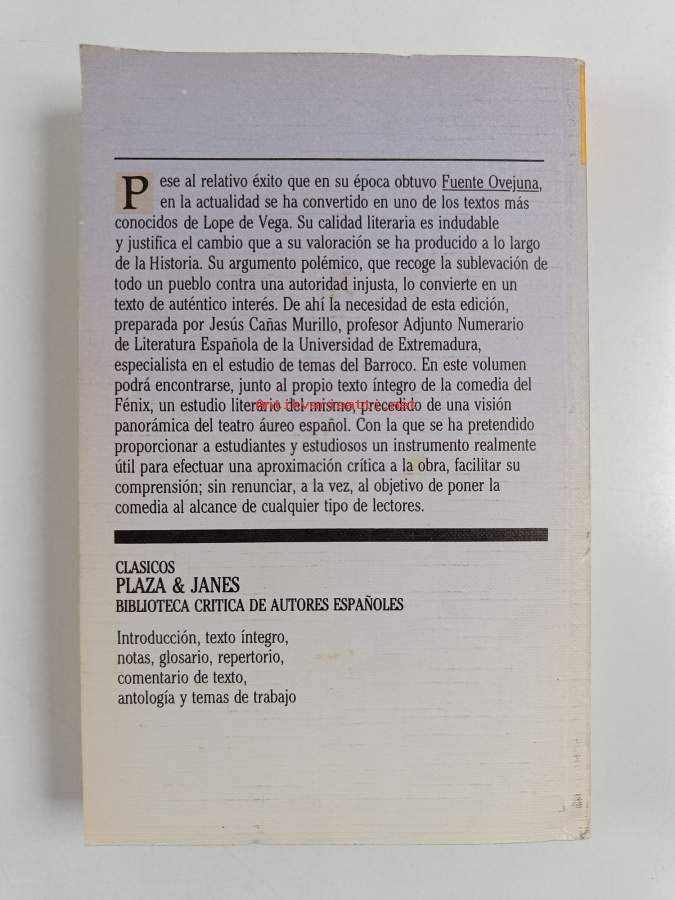 Pese al relativo éxito que en su época obtuvo Fuente Ovejuna,
en la actualidad se ha convertido en uno de los textos más
conocidos de Lope de Vega. Su calidad literaria es indudable
y justifica el cambio que a su valoración se ha producido a lo largo
de la Historia. Su argumento polémico, que recoge la sublevación de
todo un pueblo contra una autoridad injusta, lo convierte en un
texto de auténtico interés. De ahí la necesidad de esta edición,
preparada por Jesús Cañas Murillo, profesor Adjunto Numerario
de Literatura Española de la Universidad de Extremadura,
especialista en el estudio de temas del Barroco. En este volumen
podrá encontrarse, junto al propio texto íntegro de la comedia del
Fénix, un estudio literario del mismo, precedido de una visión
panorámica del teatro áureo español. Con la que se ha pretendido
proporcionar a estudiantes y estudiosos un instrumento realmente
útil para efectuar una aproximación crítica a la obra, facilitar su
comprensión; sin renunciar, a la vez, al objetivo de poner la
comedia al alcance de cualquier tipo de lectores.
CLASICOS
PLAZA & JANES
BIBLIOTECA CRITICA DE AUTORES ESPAÑOLES
Introducción, texto íntegro,
notas, glosario, repertorio,
comentario de texto,
antología y temas de trabajo